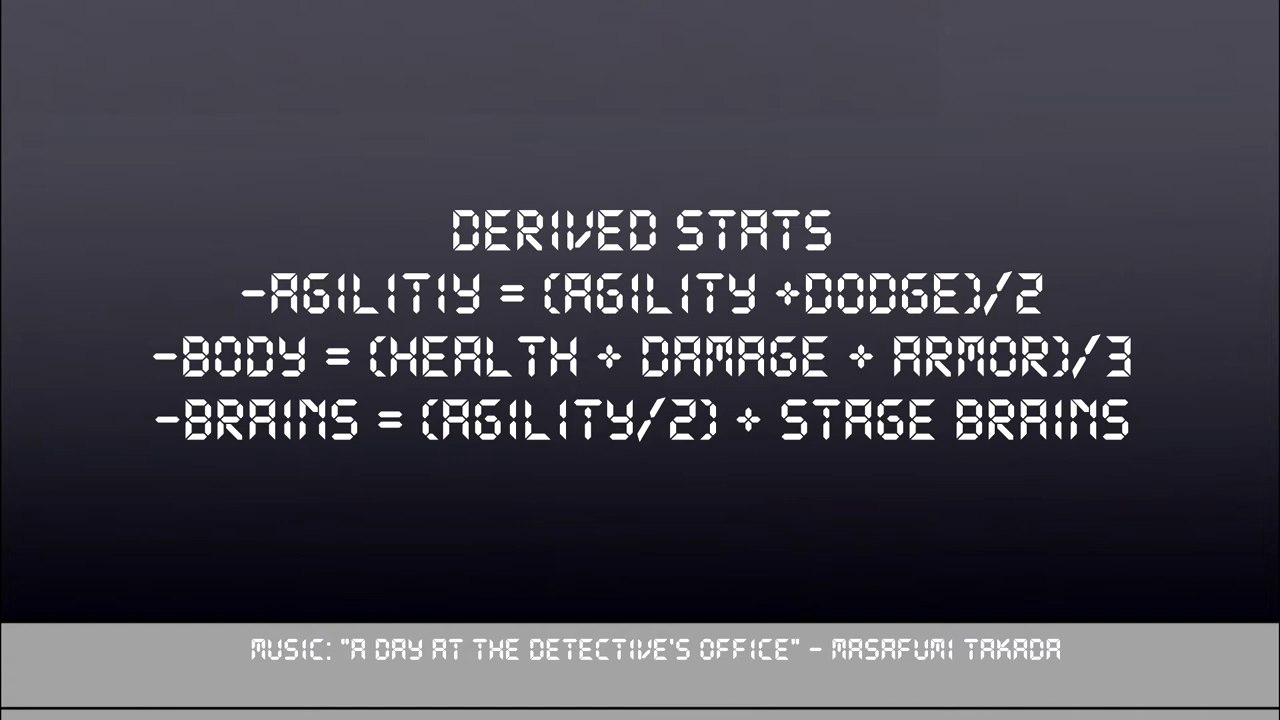 DERIVED STATS
-AGILITIY = (AGILITY +DODGE)/2
-BODY = (HEALTH + DAMAGE + ARMOR)/3
-BRAINS = (AGILITY/2) + STAGE BRAINS
MUSIC: "A DAY AT THE DETECTIVE'S OFFICE" - MASAFUMI TAKADA